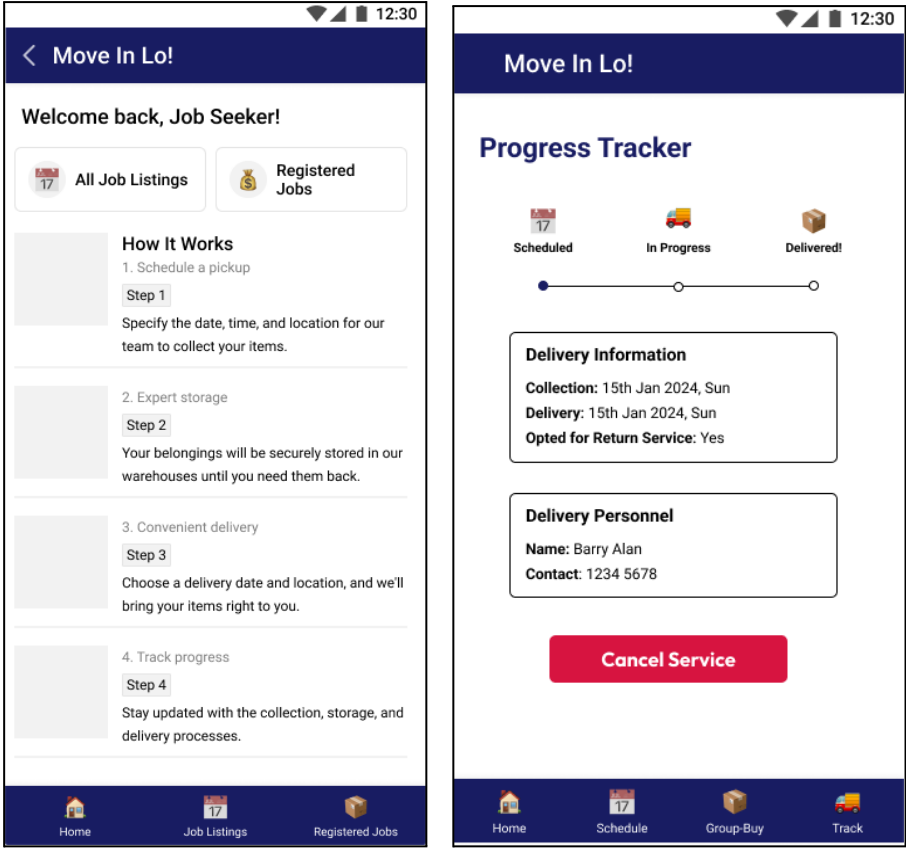 12:30
Move In Lo!
Welcome back, Job Seeker!
17
All Job Listings
Registered
Jobs
How It Works
1. Schedule a pickup
Step 1
Specify the date, time, and location for our
team to collect your items.
2. Expert storage
Step 2
Your belongings will be securely stored in our
warehouses until you need them back.
3. Convenient delivery
Step 3
Choose a delivery date and location, and we'll
bring your items right to you.
4. Track progress
Step 4
Stay updated with the collection, storage, and
delivery processes.
17
Home
Job Listings
Registered Jobs
12:30
Move In Lo!
Progress Tracker
17
Scheduled
In Progress
Delivered!
Delivery Information
Collection: 15th Jan 2024, Sun
Delivery: 15th Jan 2024, Sun
Opted for Return Service: Yes
Delivery Personnel
Name: Barry Alan
Contact: 1234 5678
Cancel Service
17
Home
Schedule
Group-Buy
Track